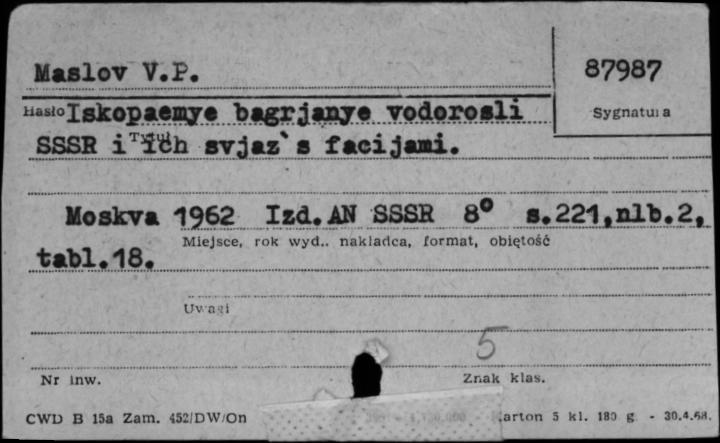 Maslov V.P.
87987
Hasło Iskopaemye bagrjanye vodorosli
Sygnatura
Tytuł
SSSR i ich svjaz`s facijami.
Moskva 1962 Izd.AN SSSR 8° s.221,nlb.2,
Miejsce, rok wyd., nakładca, format, objętość
tabl.18.
Uwagi
5
Nr inw.
Znak klas.
CWD B 15a Zam. 452/DW/On
Karton 5 kl. 180 g. - 30.4.68.